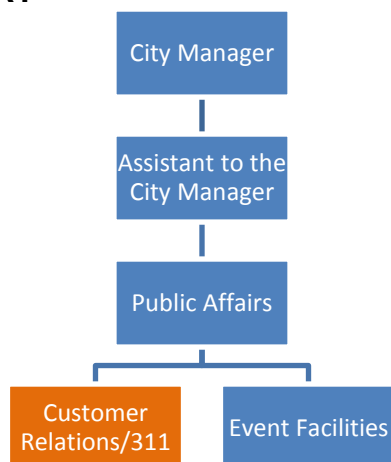 City Manager
Assistant to the
City Manager
Public Affairs
Customer
Relations/311
Event Facilities